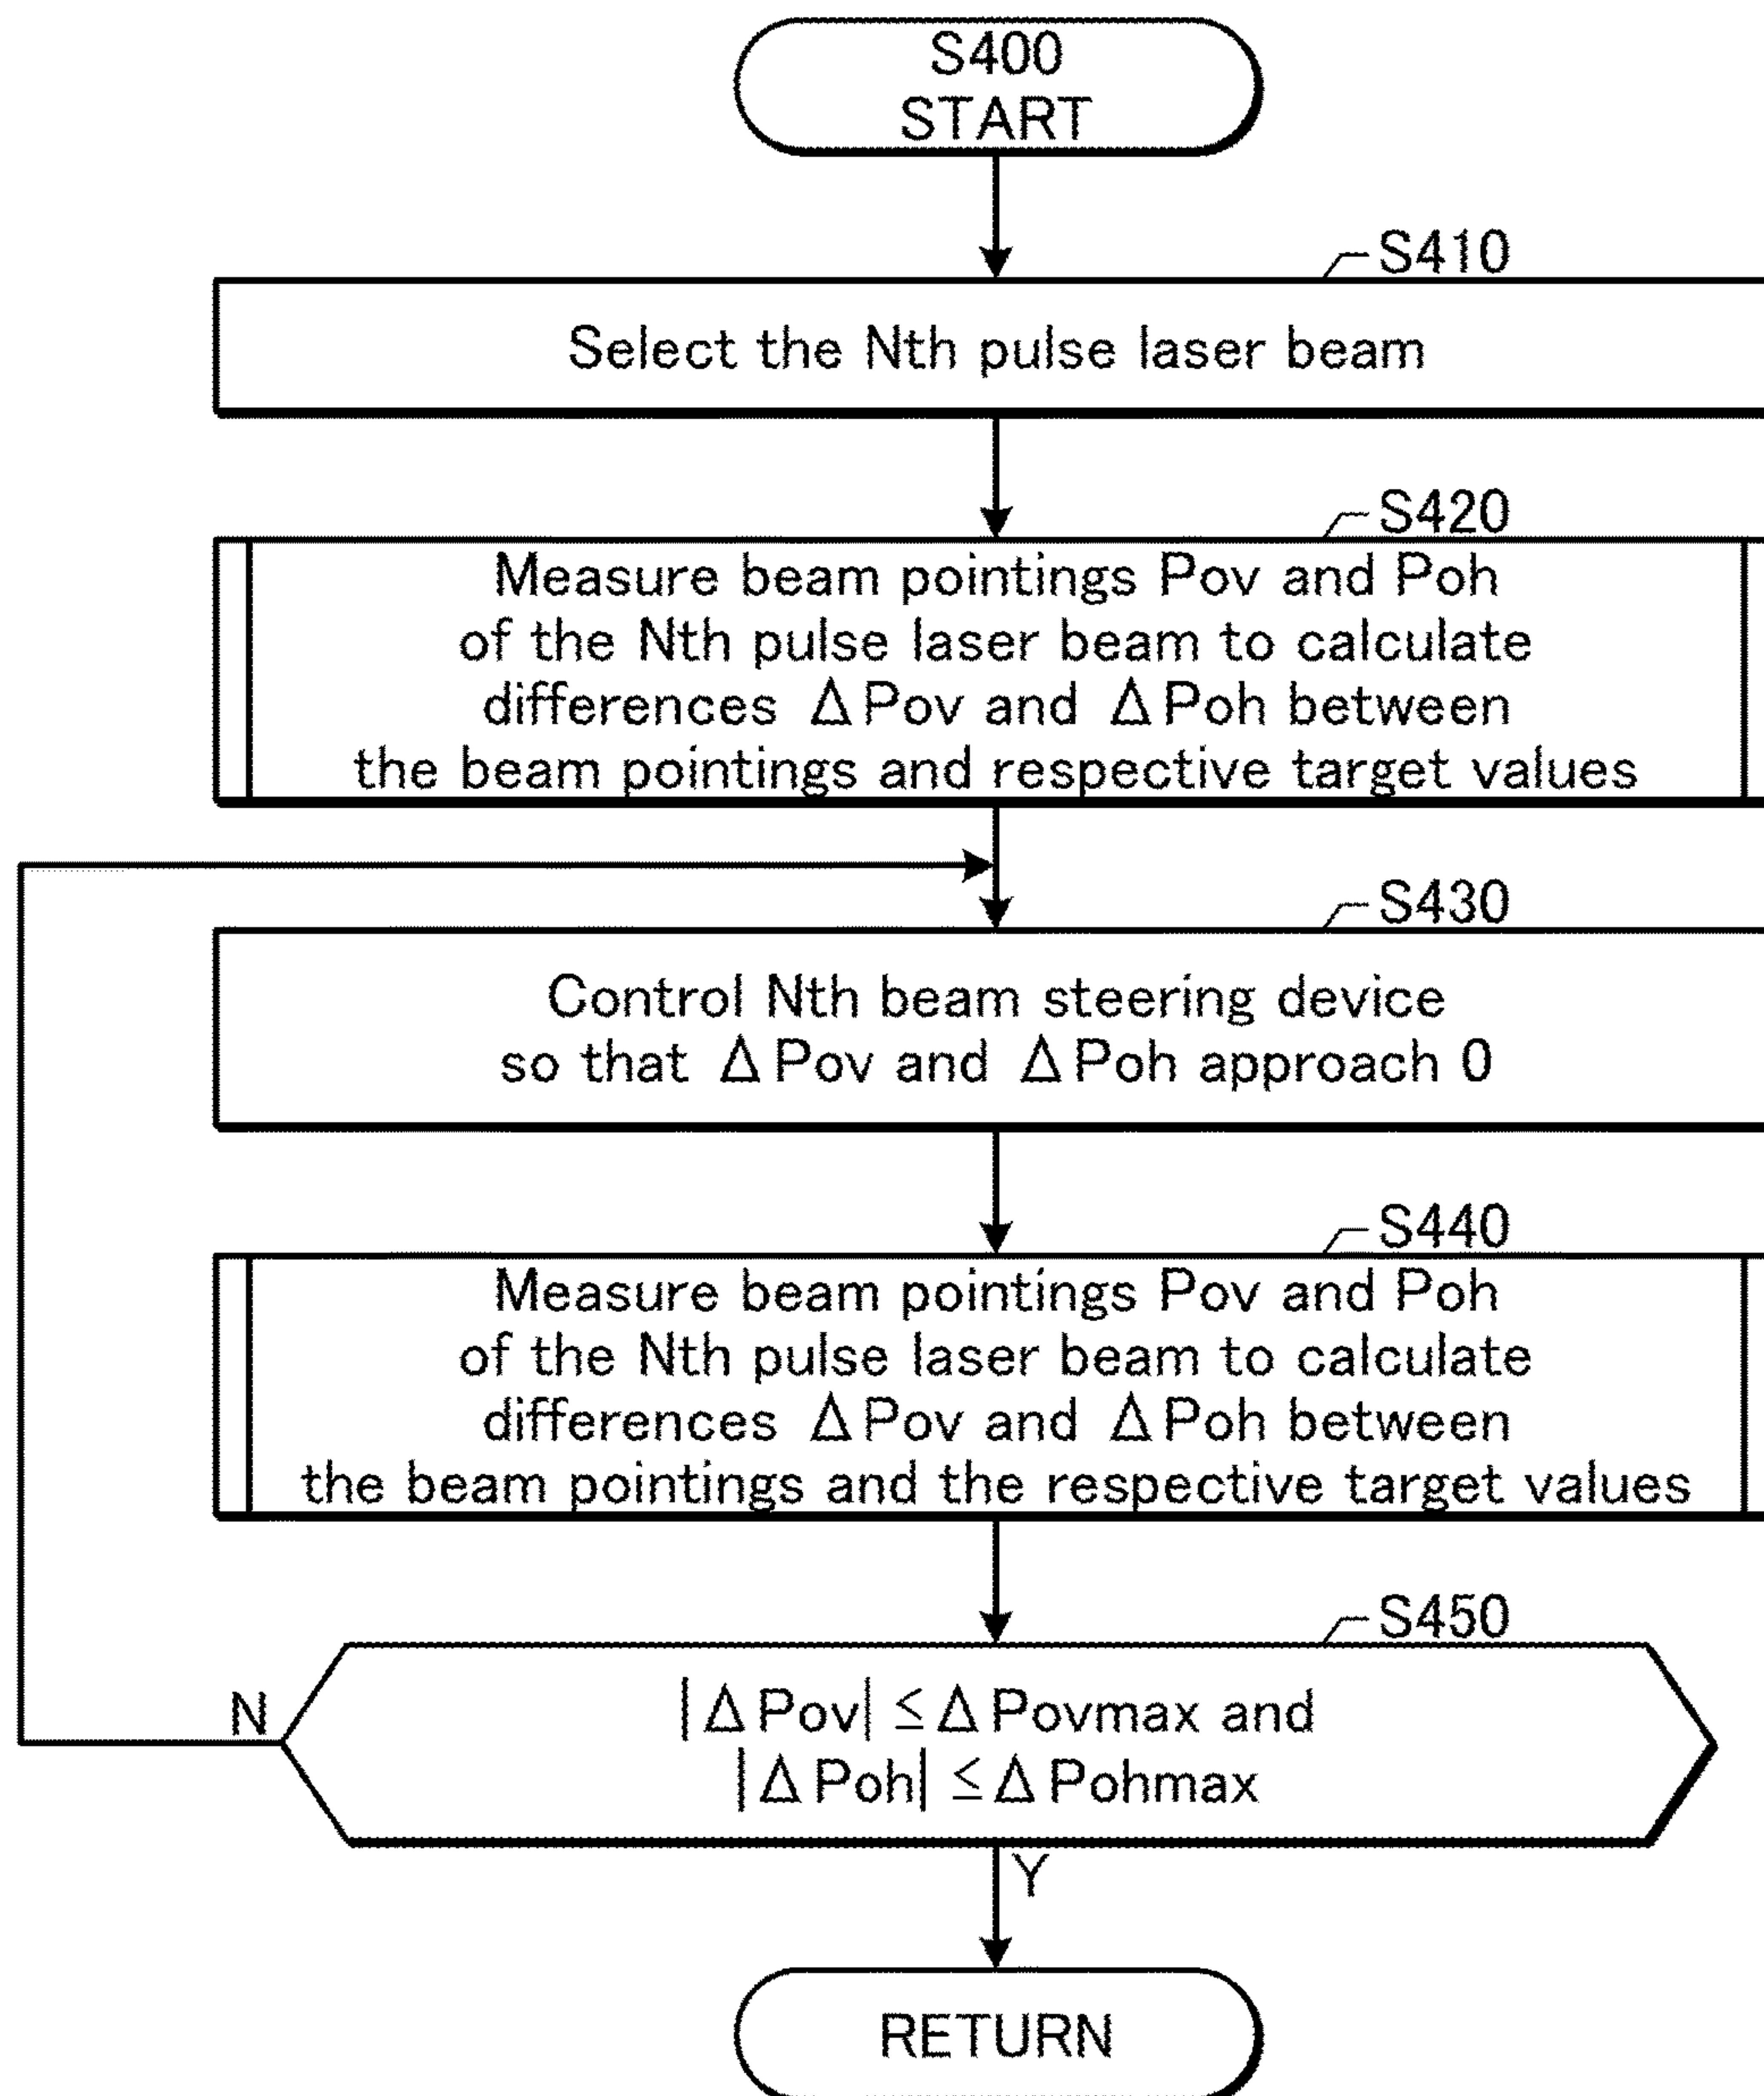 S400
START
S410
Select the Nth pulse laser beam
S420
Measure beam pointings Pov and Poh
of the Nth pulse laser beam to calculate
differences ΔPov and ΔPoh between
the beam pointings and respective target values
S430
Control Nth beam steering device
so that ΔPov and ΔPoh approach 0
S440
Measure beam pointings Pov and Poh
of the Nth pulse laser beam to calculate
differences ΔPov and ΔPoh between
the beam pointings and the respective target values
S450
N
|ΔPov| ≤ ΔPovmax and
|ΔPoh| ≤ ΔPohmax
Y
RETURN